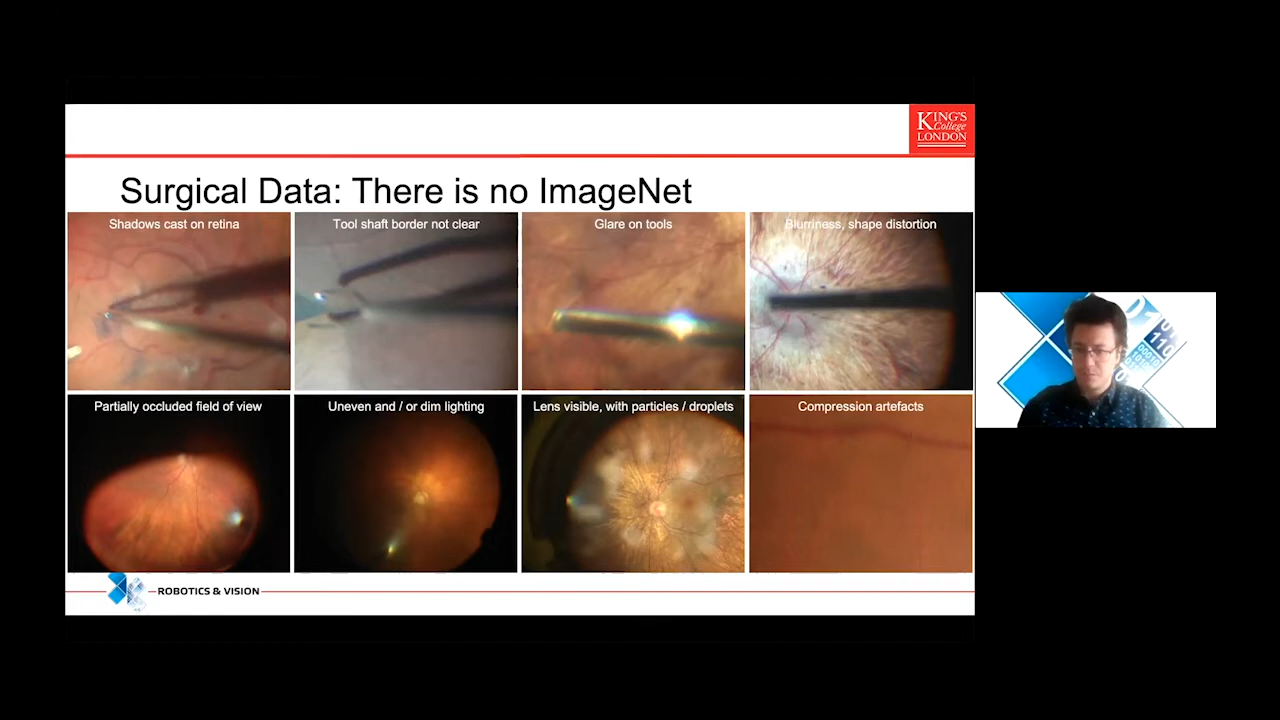 KING'S
College
LONDON
Surgical Data: There is no ImageNet
Shadows cast on retina
Tool shaft border not clear
Glare on tools
Blurriness, shape distortion
Partially occluded field of view
Uneven and / or dim lighting
Lens visible, with particles / droplets
Compression artefacts
ROBOTICS & VISION